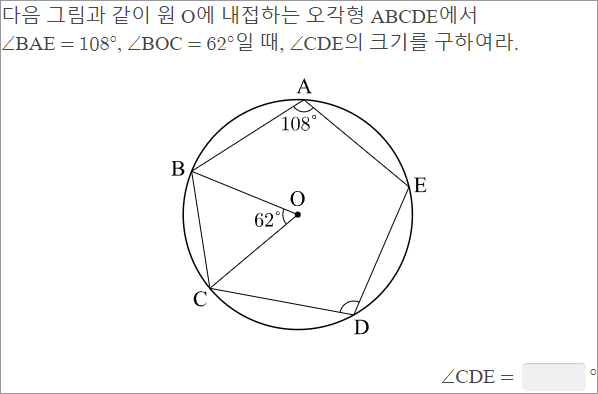 다음 그림과 같이 원 O에 내접하는 오각형 ABCDE에서
∠BAE = 108°, ∠BOC = 62°일 때, ∠CDE의 크기를 구하여라.
A
108°
B
E
O
62°
C
D
∠CDE = °